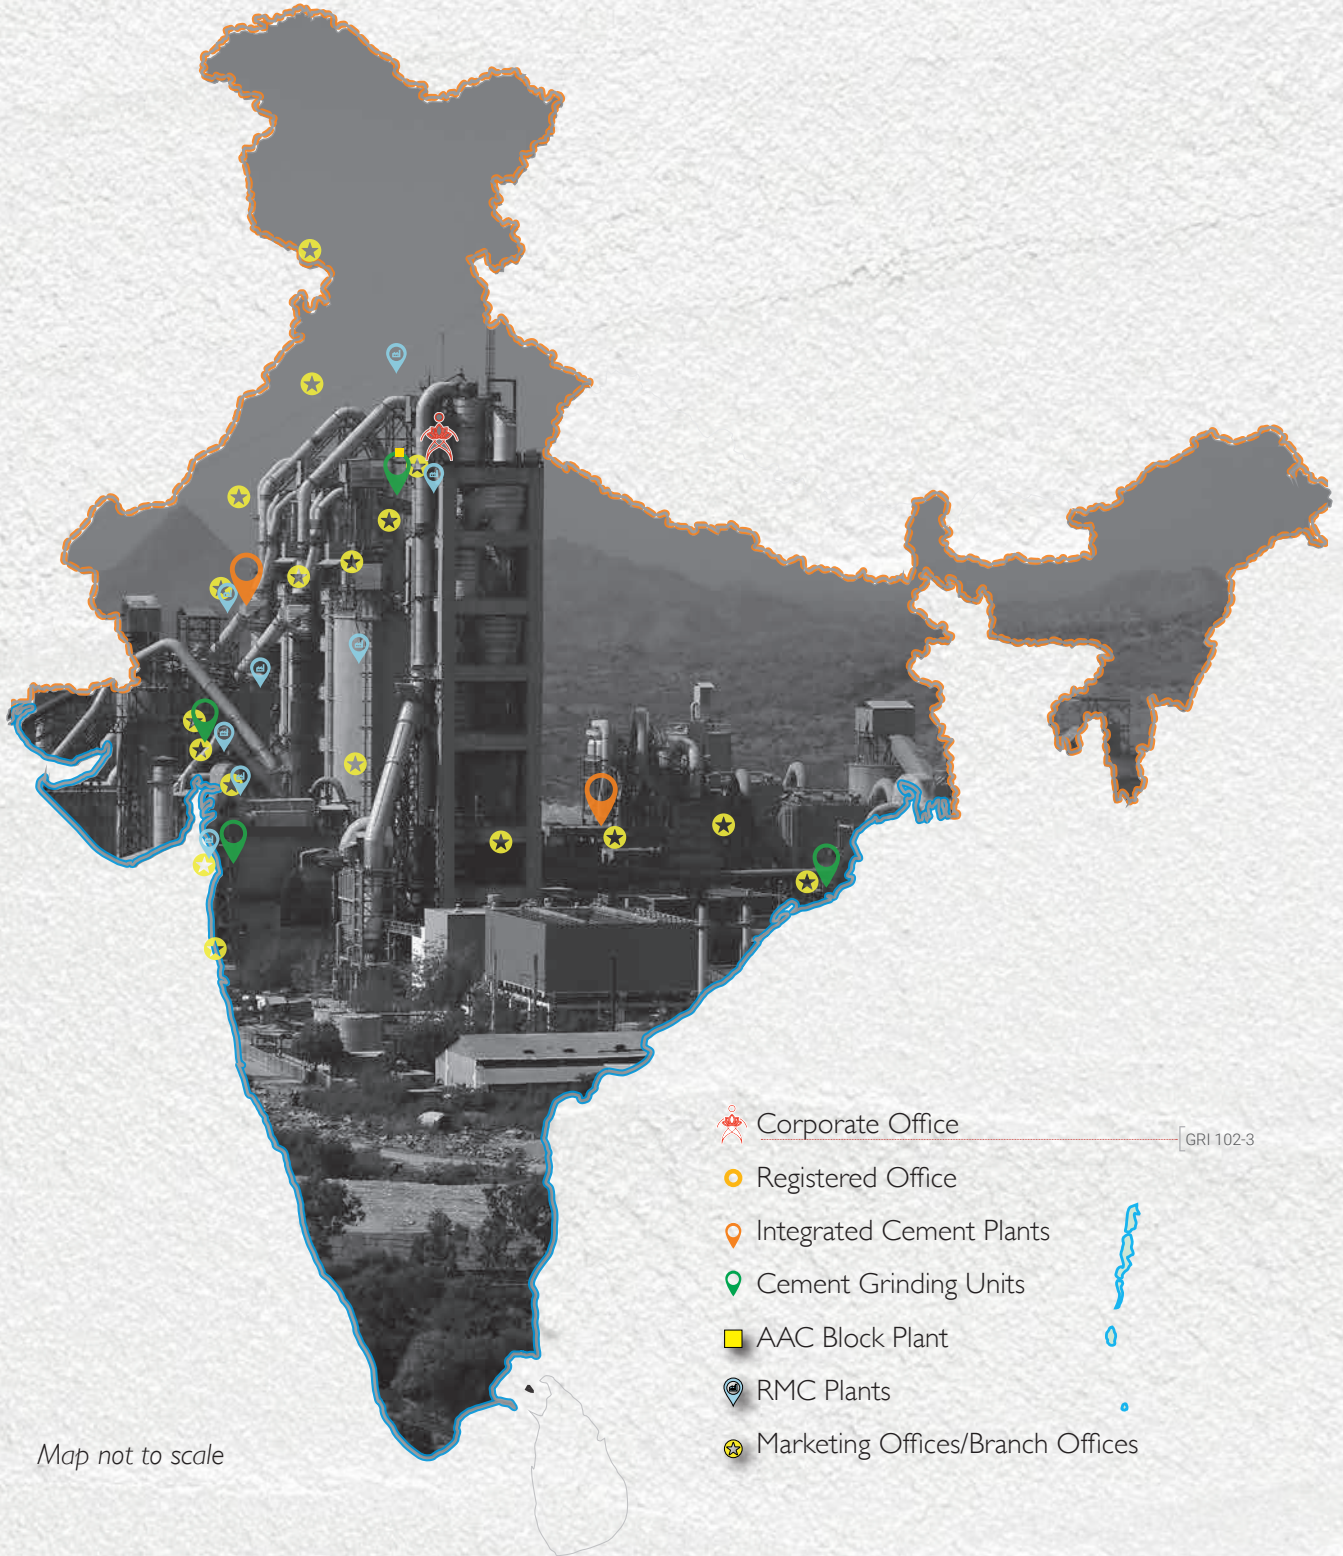 Corporate Office
GRI 102-3
Registered Office
Integrated Cement Plants
Cement Grinding Units
AAC Block Plant
RMC Plants
Marketing Offices/Branch Offices
Map not to scale